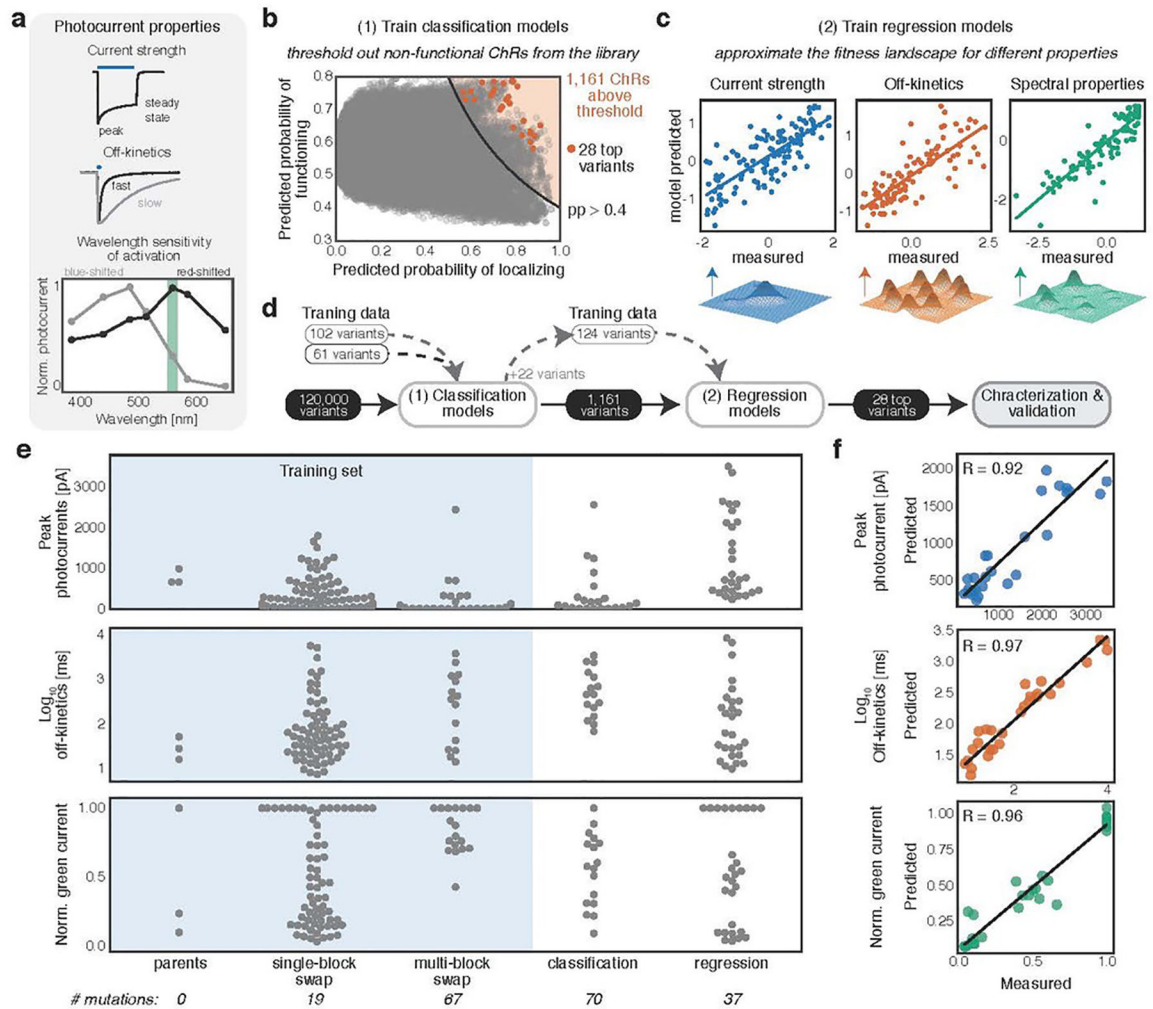 a
Photocurrent properties
Current strength
steady
state
peak
Off-kinetics
fast
slow
Wavelength sensitivity
of activation
blue-shifted
red-shifted
1
0
Norm. photocurrent
400
500
600
Wavelength [nm]
b
(1) Train classification models
threshold out non-functional ChRs from the library
Predicted probability of
functioning
0.8
0.7
0.6
0.5
0.4
0.3
0.0
0.2
0.4
0.6
0.8
1.0
Predicted probability of localizing
1,161 ChRs
above
threshold
28 top
variants
pp > 0.4
c
(2) Train regression models
approximate the fitness landscape for different properties
Current strength
Off-kinetics
Spectral properties
model predicted
1
0
-1
-2
0
2
measured
1
0
-1
0.0
2.5
measured
0
-2
-2.5
0.0
measured
d
Traning data
102 variants
61 variants
Traning data
124 variants
+22 variants
120,000
variants
(1) Classification
models
1,161
variants
(2) Regression
models
28 top
variants
Chracterization &
validation
e
Training set
Peak
photocurrents [pA]
3000
2000
1000
0
Log10
off-kinetics [ms]
4
3
2
1
Norm. green current
1.00
0.5
0.0
parents
single-block
swap
multi-block
swap
classification
regression
# mutations:
0
19
67
70
37
f
R = 0.92
Peak
photocurrent [pA]
Predicted
2000
1500
1000
500
1000
2000
3000
R = 0.97
Log10
Off-kinetics [ms]
Predicted
3.5
3.0
2.5
2.0
1.5
2
4
R = 0.96
Norm. green current
Predicted
1.00
0.75
0.50
0.25
0.0
0.5
1.0
Measured